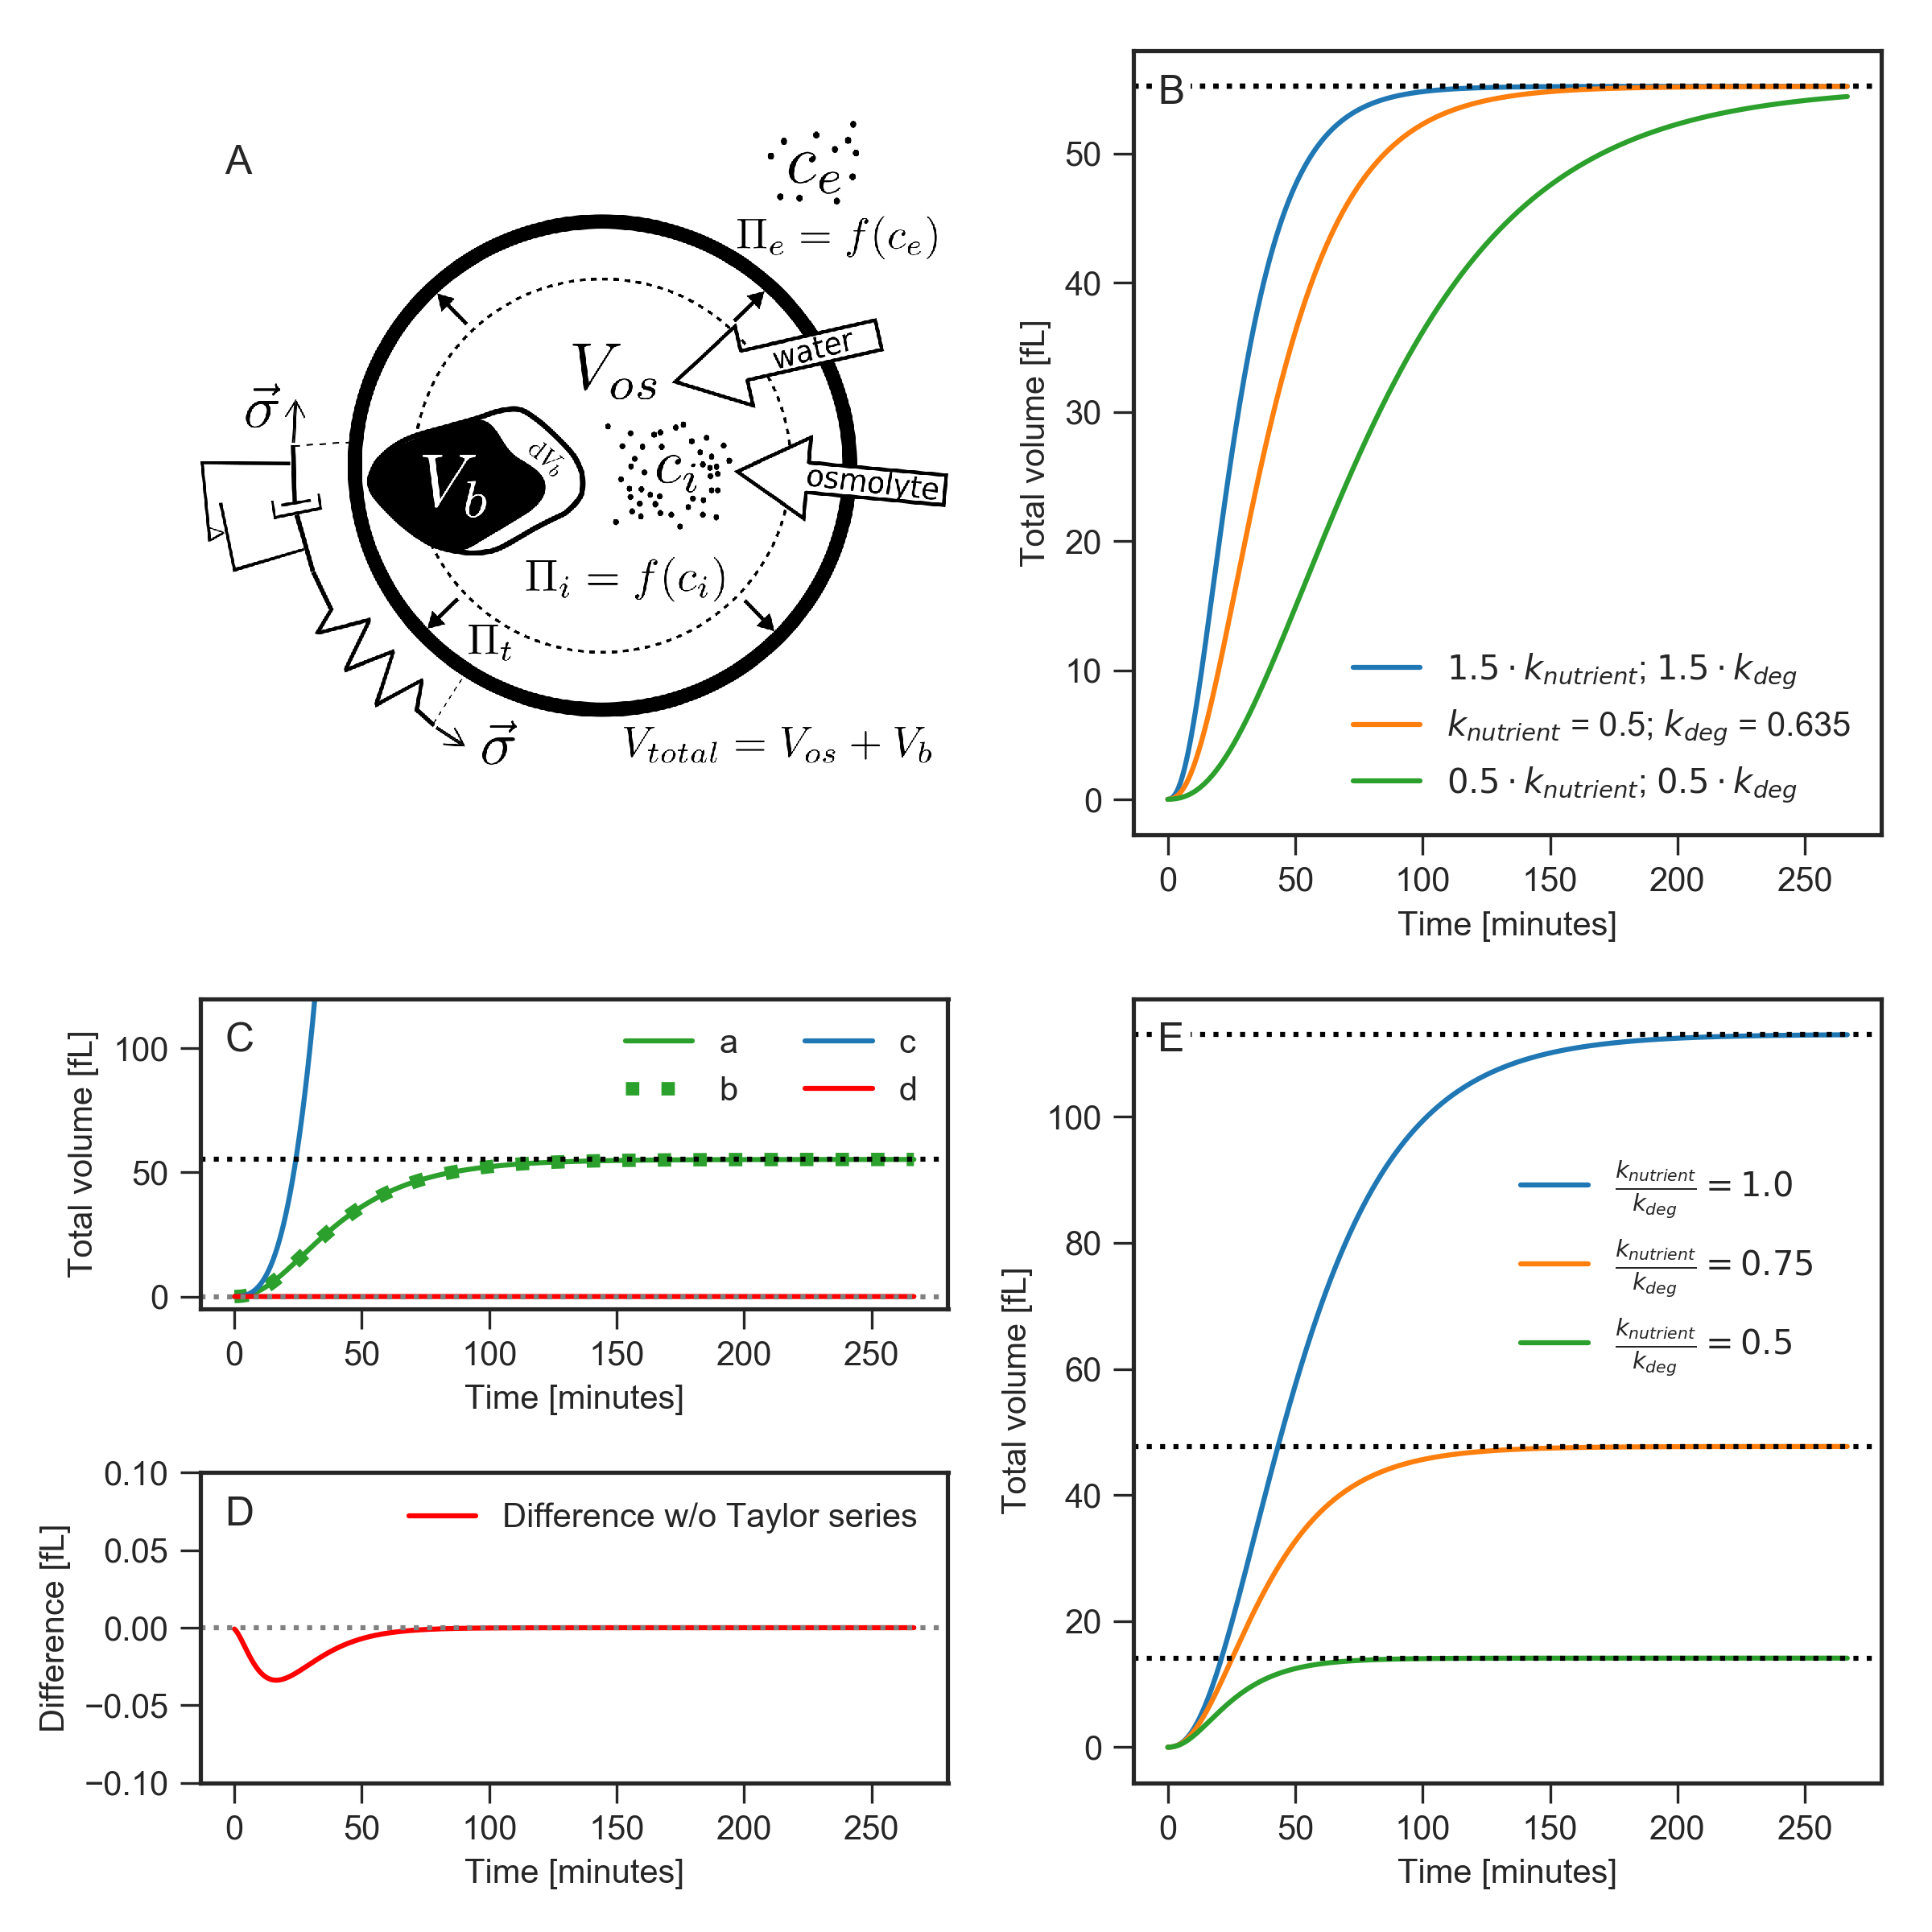 A
c_e
Π_e = f(c_e)
V_os
water
σ⃗
V_b
dV_b
c_i
osmolyte
Π_i = f(c_i)
Π_t
σ⃗
V_total = V_os + V_b
B
Total volume [fL]
50
40
30
20
10
0
1.5 · k_nutrient; 1.5 · k_deg
k_nutrient = 0.5; k_deg = 0.635
0.5 · k_nutrient; 0.5 · k_deg
0 50 100 150 200 250
Time [minutes]
C
a c
b d
Total volume [fL]
100
50
0
0 50 100 150 200 250
Time [minutes]
D
Difference w/o Taylor series
Difference [fL]
0.10
0.05
0.00
−0.05
−0.10
0 50 100 150 200 250
Time [minutes]
E
Total volume [fL]
100
80
60
40
20
0
k_nutrient / k_deg = 1.0
k_nutrient / k_deg = 0.75
k_nutrient / k_deg = 0.5
0 50 100 150 200 250
Time [minutes]